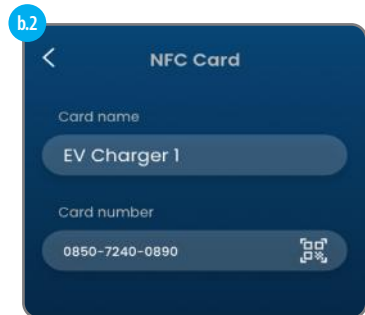 b.2
NFC Card
Card name
EV Charger 1
Card number
0850-7240-0890